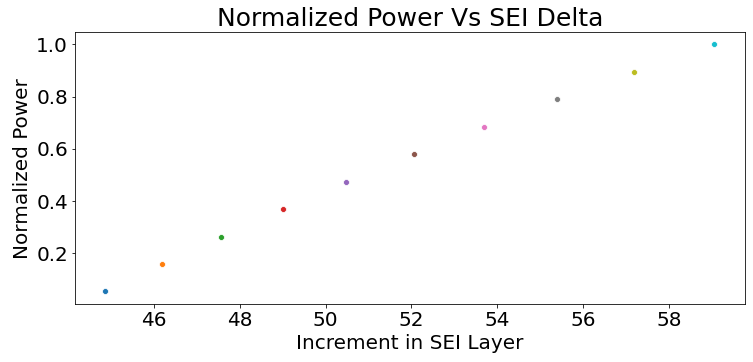 Normalized Power Vs SEI Delta
Normalized Power
1.0
0.8
0.6
0.4
0.2
46 48 50 52 54 56 58
Increment in SEI Layer